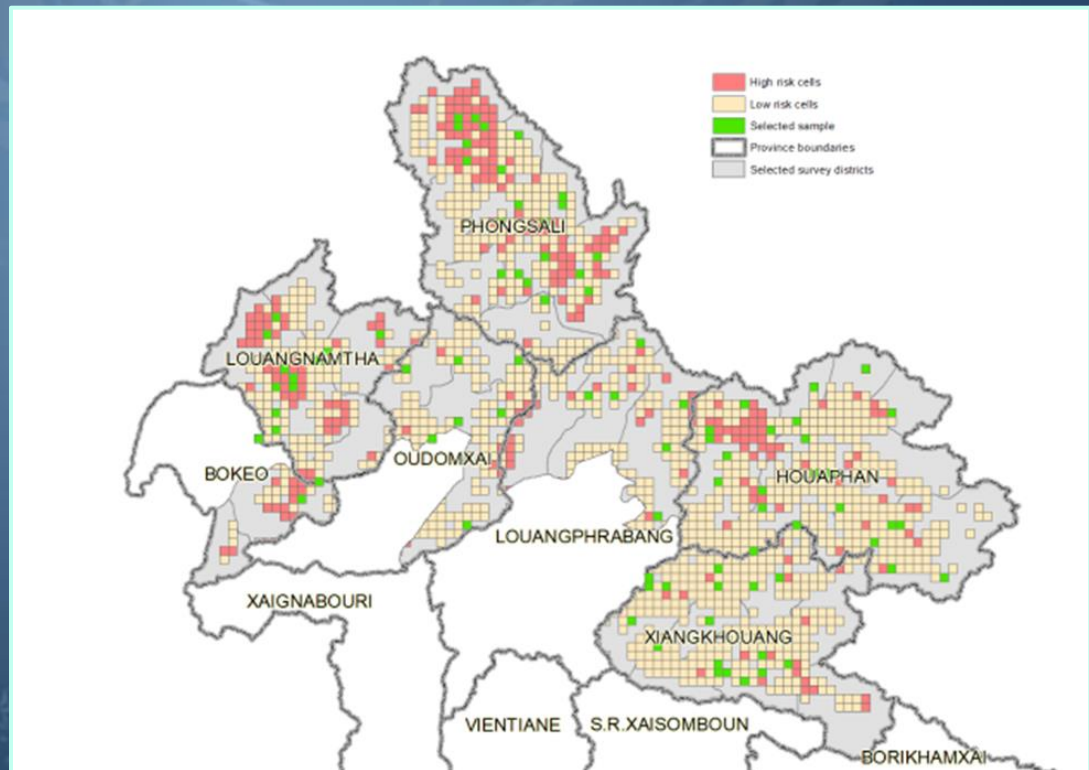 High risk cells
Low risk cells
Selected sample
Province boundaries
Selected survey districts
PHONGSALI
LOUANGNAMTHA
BOKEO
OUDOMXAI
HOUAPHAN
LOUANGPHRABANG
XAIGNABOURI
XIANGKHOUANG
VIENTIANE
S.R.XAISOMBOUN
BORIKHAMXAI